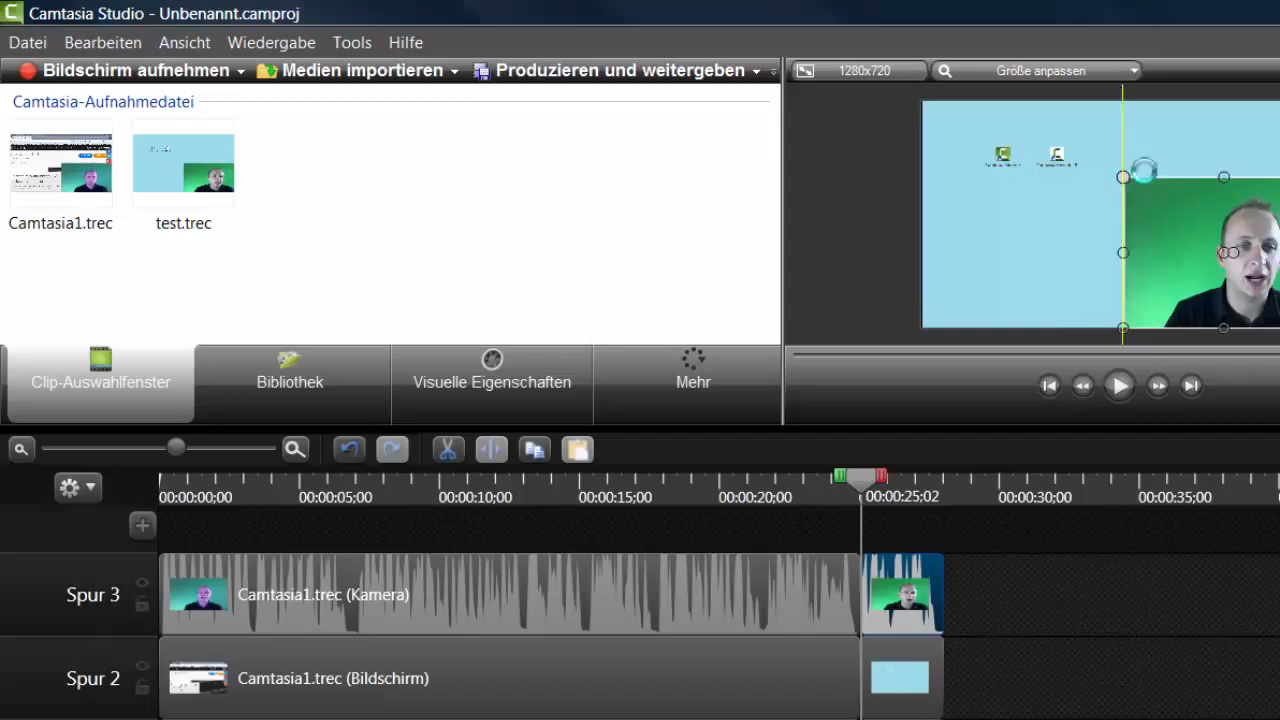 Camtasia Studio - Unbenannt.camproj
Datei Bearbeiten Ansicht Wiedergabe Tools Hilfe
Bildschirm aufnehmen Medien importieren Produzieren und weitergeben 1280x720 Größe anpassen
Camtasia-Aufnahmedatei
Camtasia1.trec test.trec
Clip-Auswahlfenster Bibliothek Visuelle Eigenschaften Mehr
00:00:00;00 00:00:05;00 00:00:10;00 00:00:15;00 00:00:20;00 00:00:25;02 00:00:30;00 00:00:35;00
Spur 3 Camtasia1.trec (Kamera)
Spur 2 Camtasia1.trec (Bildschirm)